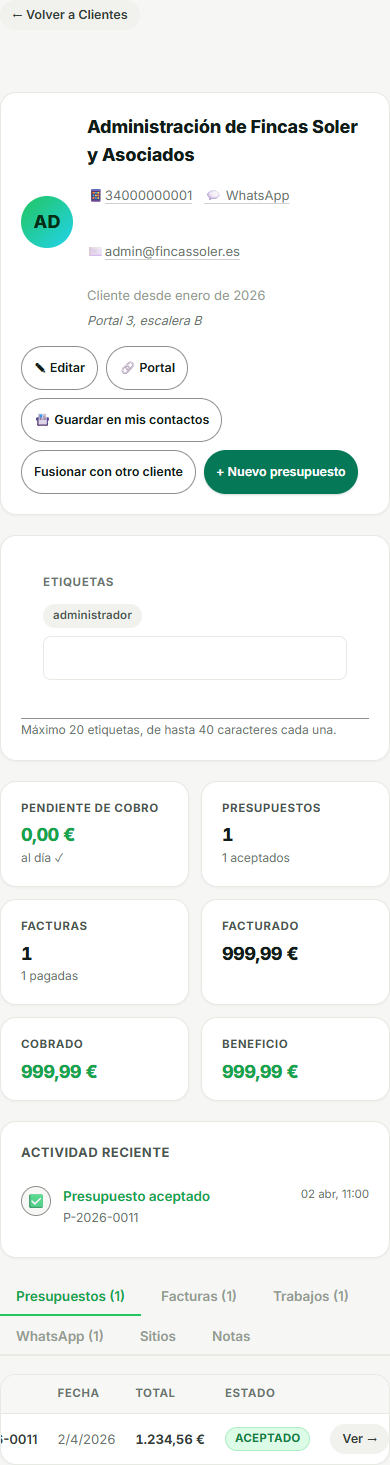 ← Volver a Clientes
Administración de Fincas Soler
y Asociados
AD
34000000001 WhatsApp
admin@fincassoler.es
Cliente desde enero de 2026
Portal 3, escalera B
Editar Portal
Guardar en mis contactos
Fusionar con otro cliente + Nuevo presupuesto
ETIQUETAS
administrador
Máximo 20 etiquetas, de hasta 40 caracteres cada una.
PENDIENTE DE COBRO
0,00 €
al día ✓
PRESUPUESTOS
1
1 aceptados
FACTURAS
1
1 pagadas
FACTURADO
999,99 €
COBRADO
999,99 €
BENEFICIO
999,99 €
ACTIVIDAD RECIENTE
Presupuesto aceptado 02 abr, 11:00
P-2026-0011
Presupuestos (1) Facturas (1) Trabajos (1)
WhatsApp (1) Sitios Notas
FECHA TOTAL ESTADO
-0011 2/4/2026 1.234,56 € ACEPTADO Ver →